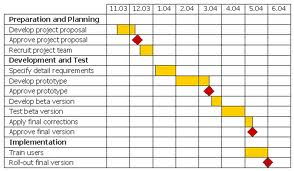 11.03 12.03 1.04 2.04 3.04 4.04 5.04 6.04
Preparation and Planning
Develop project proposal
Approve project proposal
Recruit project team
Development and Test
Specify detail requirements
Develop prototype
Approve prototype
Develop beta version
Test beta version
Apply final corrections
Approve final version
Implementation
Train users
Roll-out final version